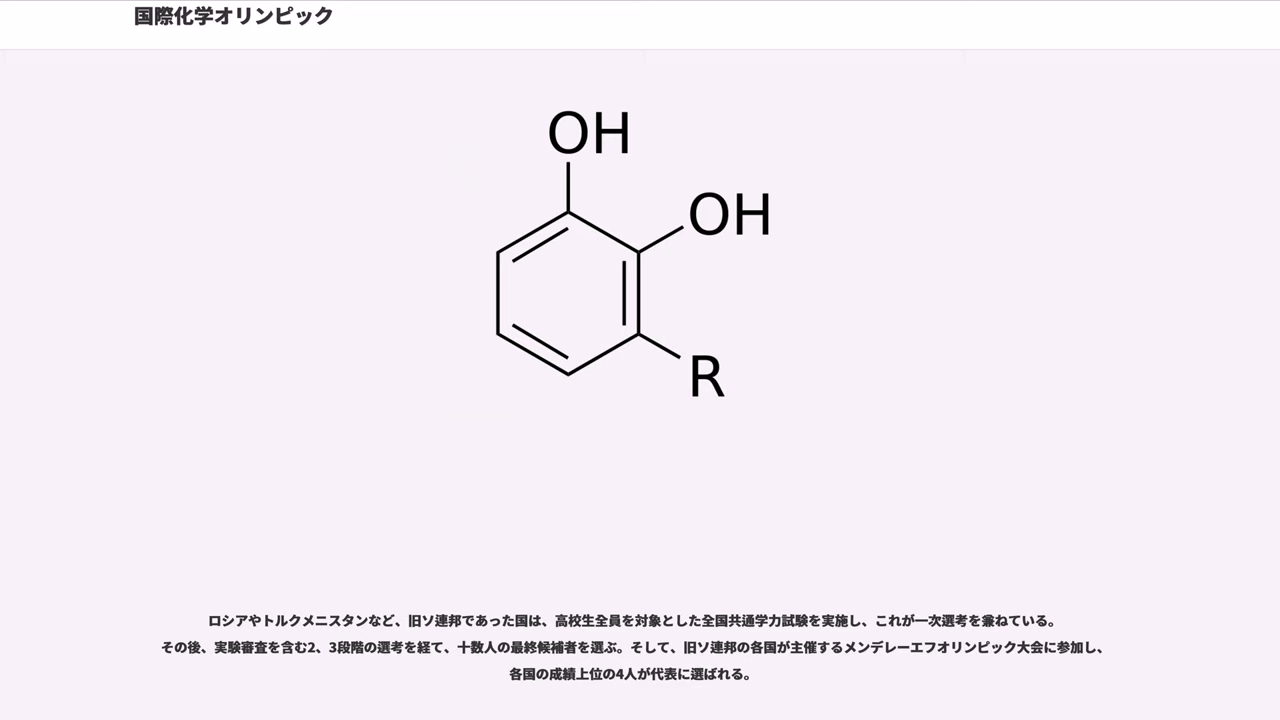 国際化学オリンピック
OH
OH
R
ロシアやトルクメニスタンなど、旧ソ連邦であった国は、高校生全員を対象とした全国共通学力試験を実施し、これが一次選考を兼ねている。
その後、実験審査を含む2、3段階の選考を経て、十数人の最終候補者を選ぶ。そして、旧ソ連邦の各国が主催するメンデレーエフオリンピック大会に参加し、
各国の成績上位の4人が代表に選ばれる。